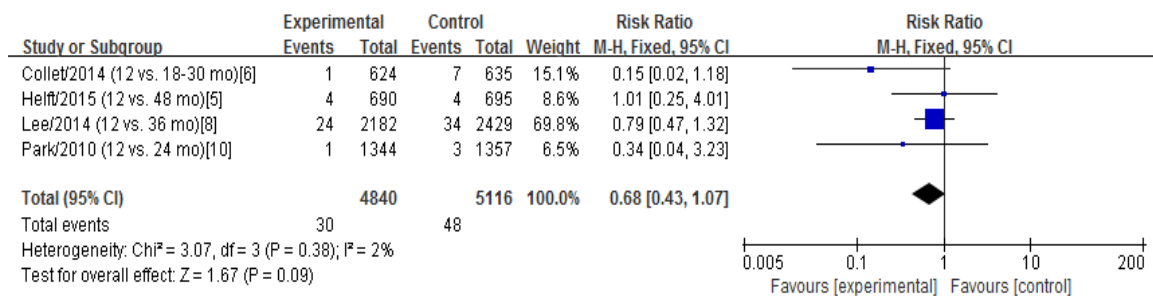 Experimental Control Risk Ratio Risk Ratio
Study or Subgroup Events Total Events Total Weight M-H, Fixed, 95% CI M-H, Fixed, 95% CI
Collet/2014 (12 vs. 18-30 mo)[6] 1 624 7 635 15.1% 0.15 [0.02, 1.18]
Helft/2015 (12 vs. 48 mo)[5] 4 690 4 695 8.6% 1.01 [0.25, 4.01]
Lee/2014 (12 vs. 36 mo)[8] 24 2182 34 2429 69.8% 0.79 [0.47, 1.32]
Park/2010 (12 vs. 24 mo)[10] 1 1344 3 1357 6.5% 0.34 [0.04, 3.23]
Total (95% CI) 4840 5116 100.0% 0.68 [0.43, 1.07]
Total events 30 48
Heterogeneity: Chi² = 3.07, df = 3 (P = 0.38); I² = 2%
Test for overall effect: Z = 1.67 (P = 0.09)
0.005 0.1 1 10 200
Favours [experimental] Favours [control]